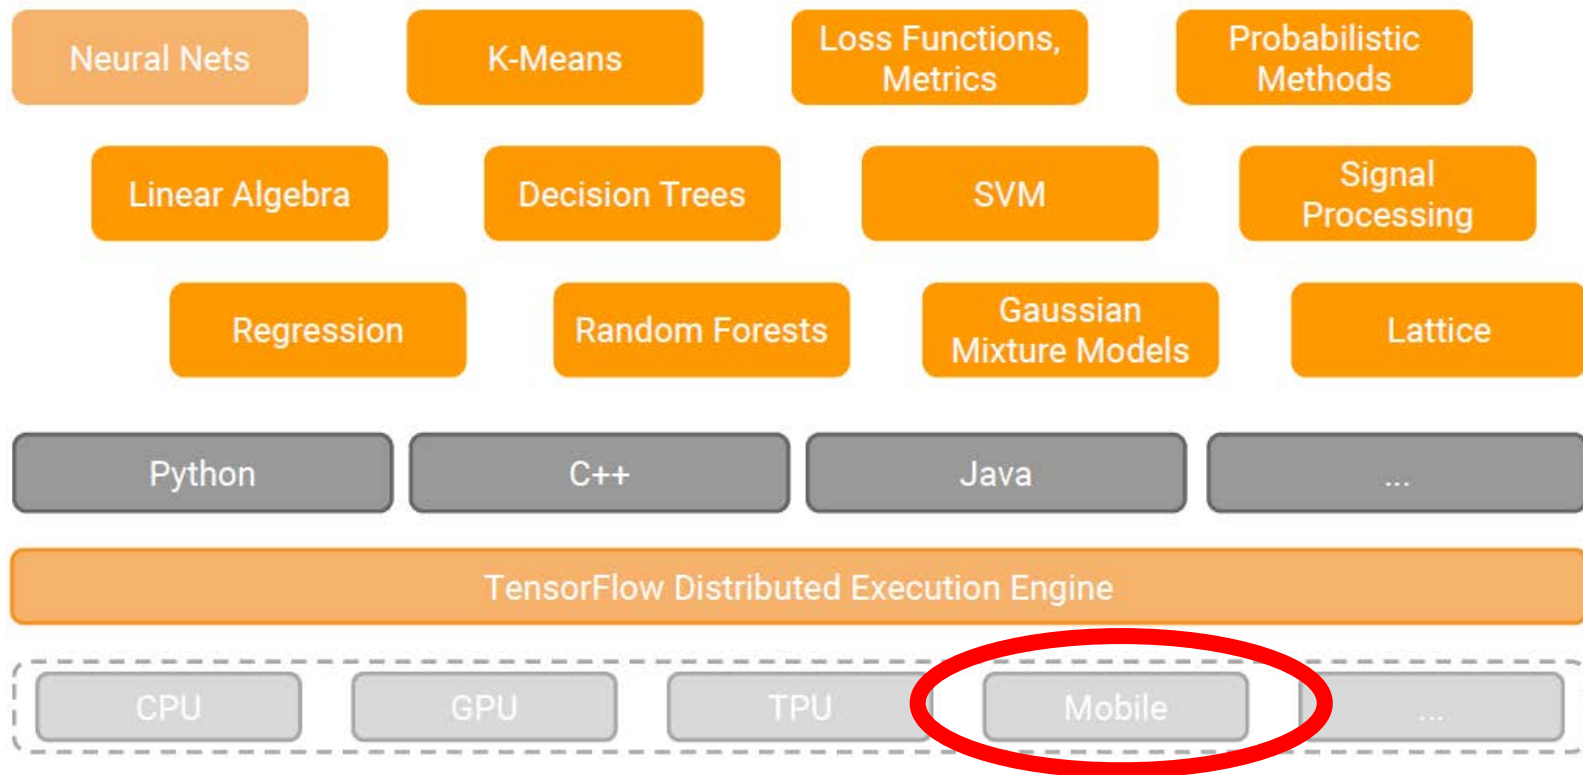 Neural Nets
K-Means
Loss Functions,
Metrics
Probabilistic
Methods
Linear Algebra
Decision Trees
SVM
Signal
Processing
Regression
Random Forests
Gaussian
Mixture Models
Lattice
Python
C++
Java
...
TensorFlow Distributed Execution Engine
CPU
GPU
TPU
Mobile
...